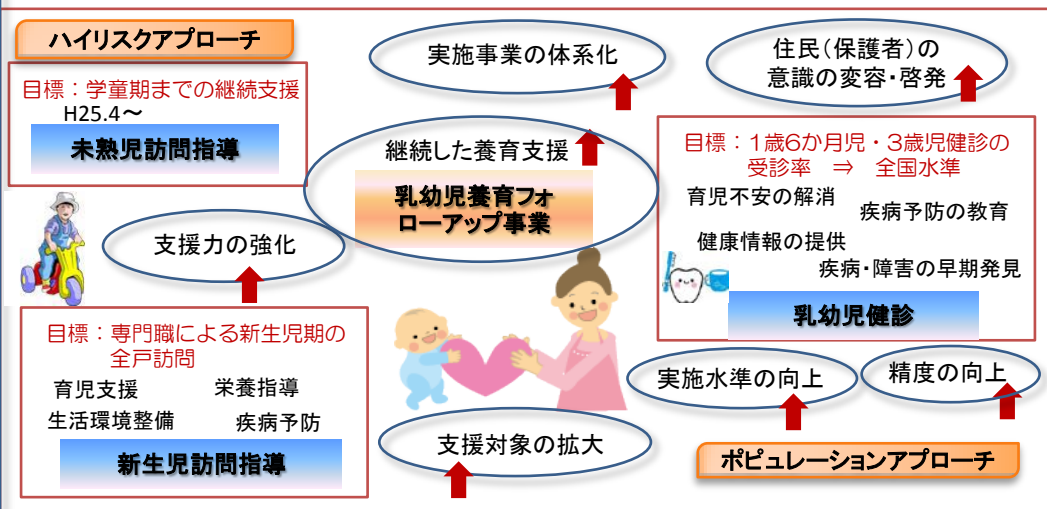 ハイリスクアプローチ
目標：学童期までの継続支援
H25.4～
未熟児訪問指導
実施事業の体系化
住民（保護者）の
意識の変容・啓発
継続した養育支援
乳幼児養育フォ
ローアップ事業
目標：1歳6か月児・3歳児健診の
受診率　⇒　全国水準
育児不安の解消
疾病予防の教育
健康情報の提供
疾病・障害の早期発見
乳幼児健診
支援力の強化
目標：専門職による新生児期の
全戸訪問
育児支援
栄養指導
生活環境整備
疾病予防
新生児訪問指導
実施水準の向上
精度の向上
支援対象の拡大
ポピュレーションアプローチ